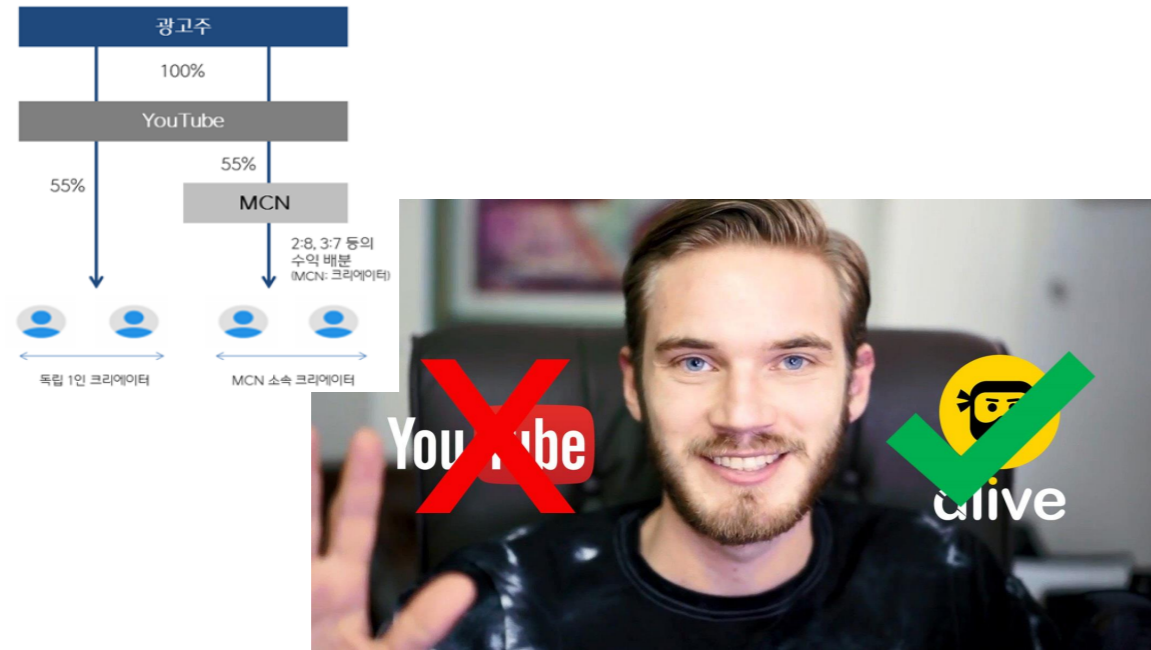 광고주
100%
YouTube
55%
55%
MCN
2:8, 3:7 등의
수익 배분
(MCN: 크리에이터)
독립 1인 크리에이터
MCN 소속 크리에이터
YouTube
dlive